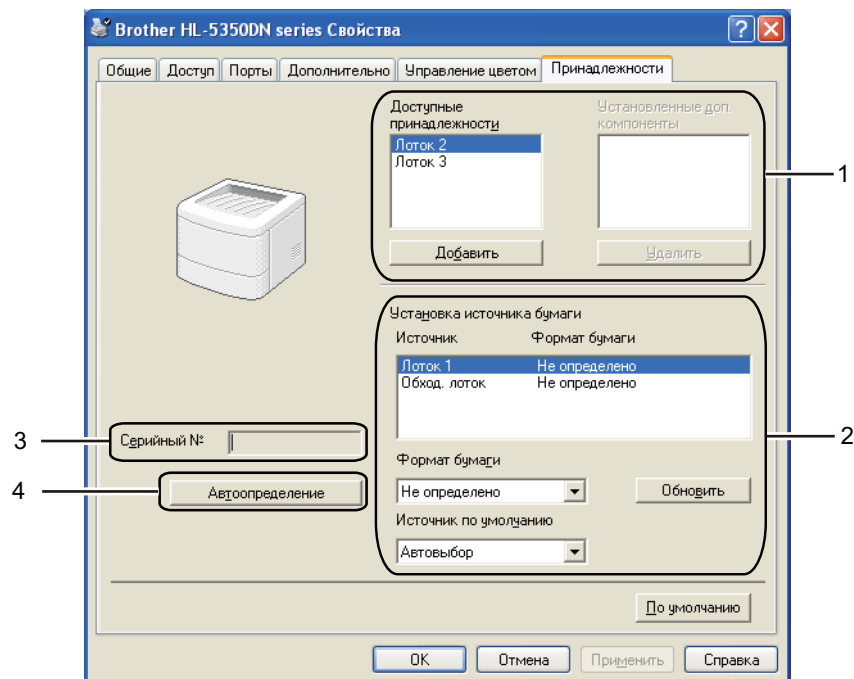 Brother HL-5350DN series Свойства
Общие Доступ Порты Дополнительно Управление цветом Принадлежности
Доступные принадлежности
Лоток 2
Лоток 3
Добавить
Установленные доп. компоненты
Удалить
1
Установка источника бумаги
Источник Формат бумаги
Лоток 1 Не определено
Обход. лоток Не определено
2
3
Серийный №
Формат бумаги
4
Автоопределение
Не определено
Обновить
Источник по умолчанию
Автовыбор
По умолчанию
OK Отмена Применить Справка